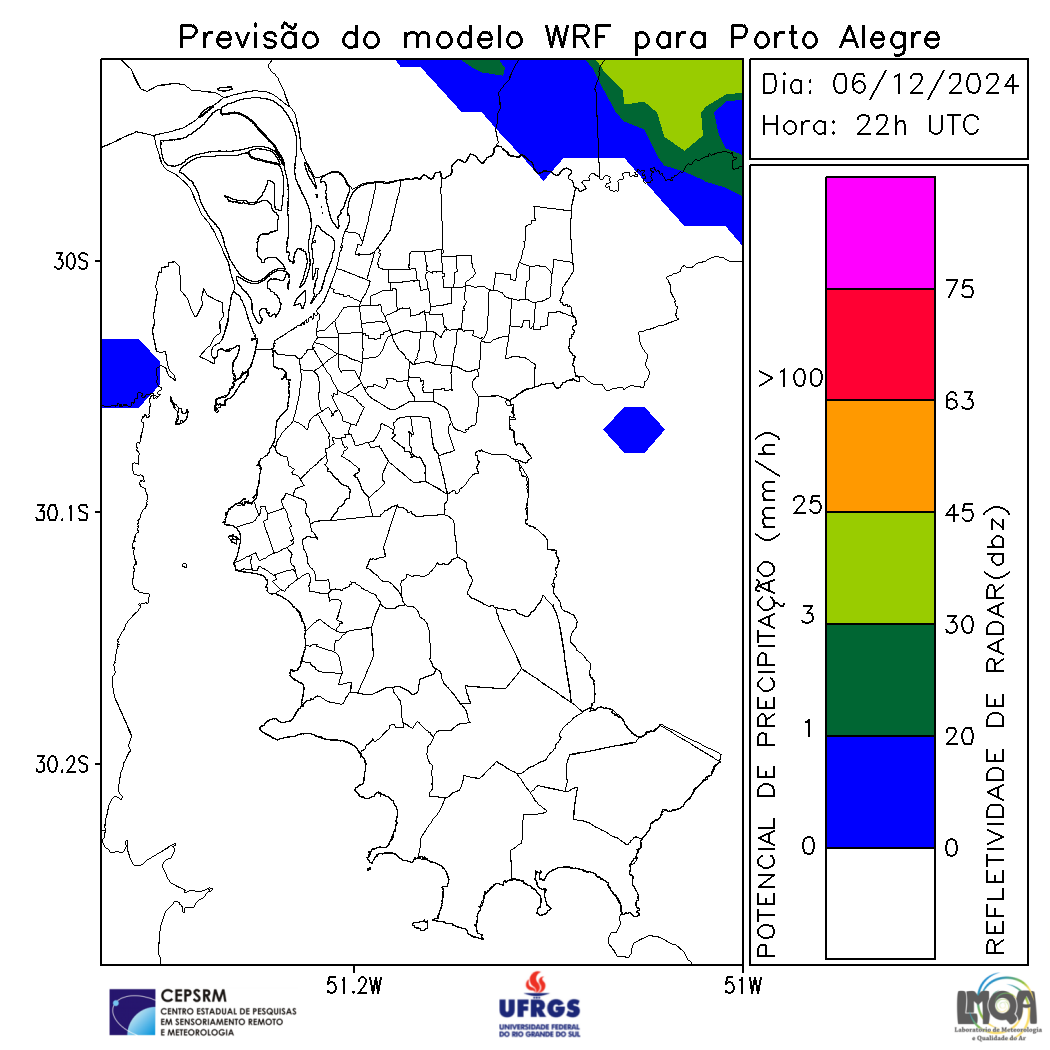 Previsão do modelo WRF para Porto Alegre
Dia: 06/12/2024
Hora: 22h UTC
30S
30.1S
30.2S
51.2W
51W
POTENCIAL DE PRECIPITAÇÃO (mm/h)
>100
25
3
1
0
75
63
45
30
20
0
REFLETIVIDADE DE RADAR(dbz)
CEPSRM
CENTRO ESTADUAL DE PESQUISAS
EM SENSORIAMENTO REMOTO
E METEOROLOGIA
UFRGS
UNIVERSIDADE FEDERAL
DO RIO GRANDE DO SUL
LMQA
Laboratório de Meteorologia
e Qualidade do Ar